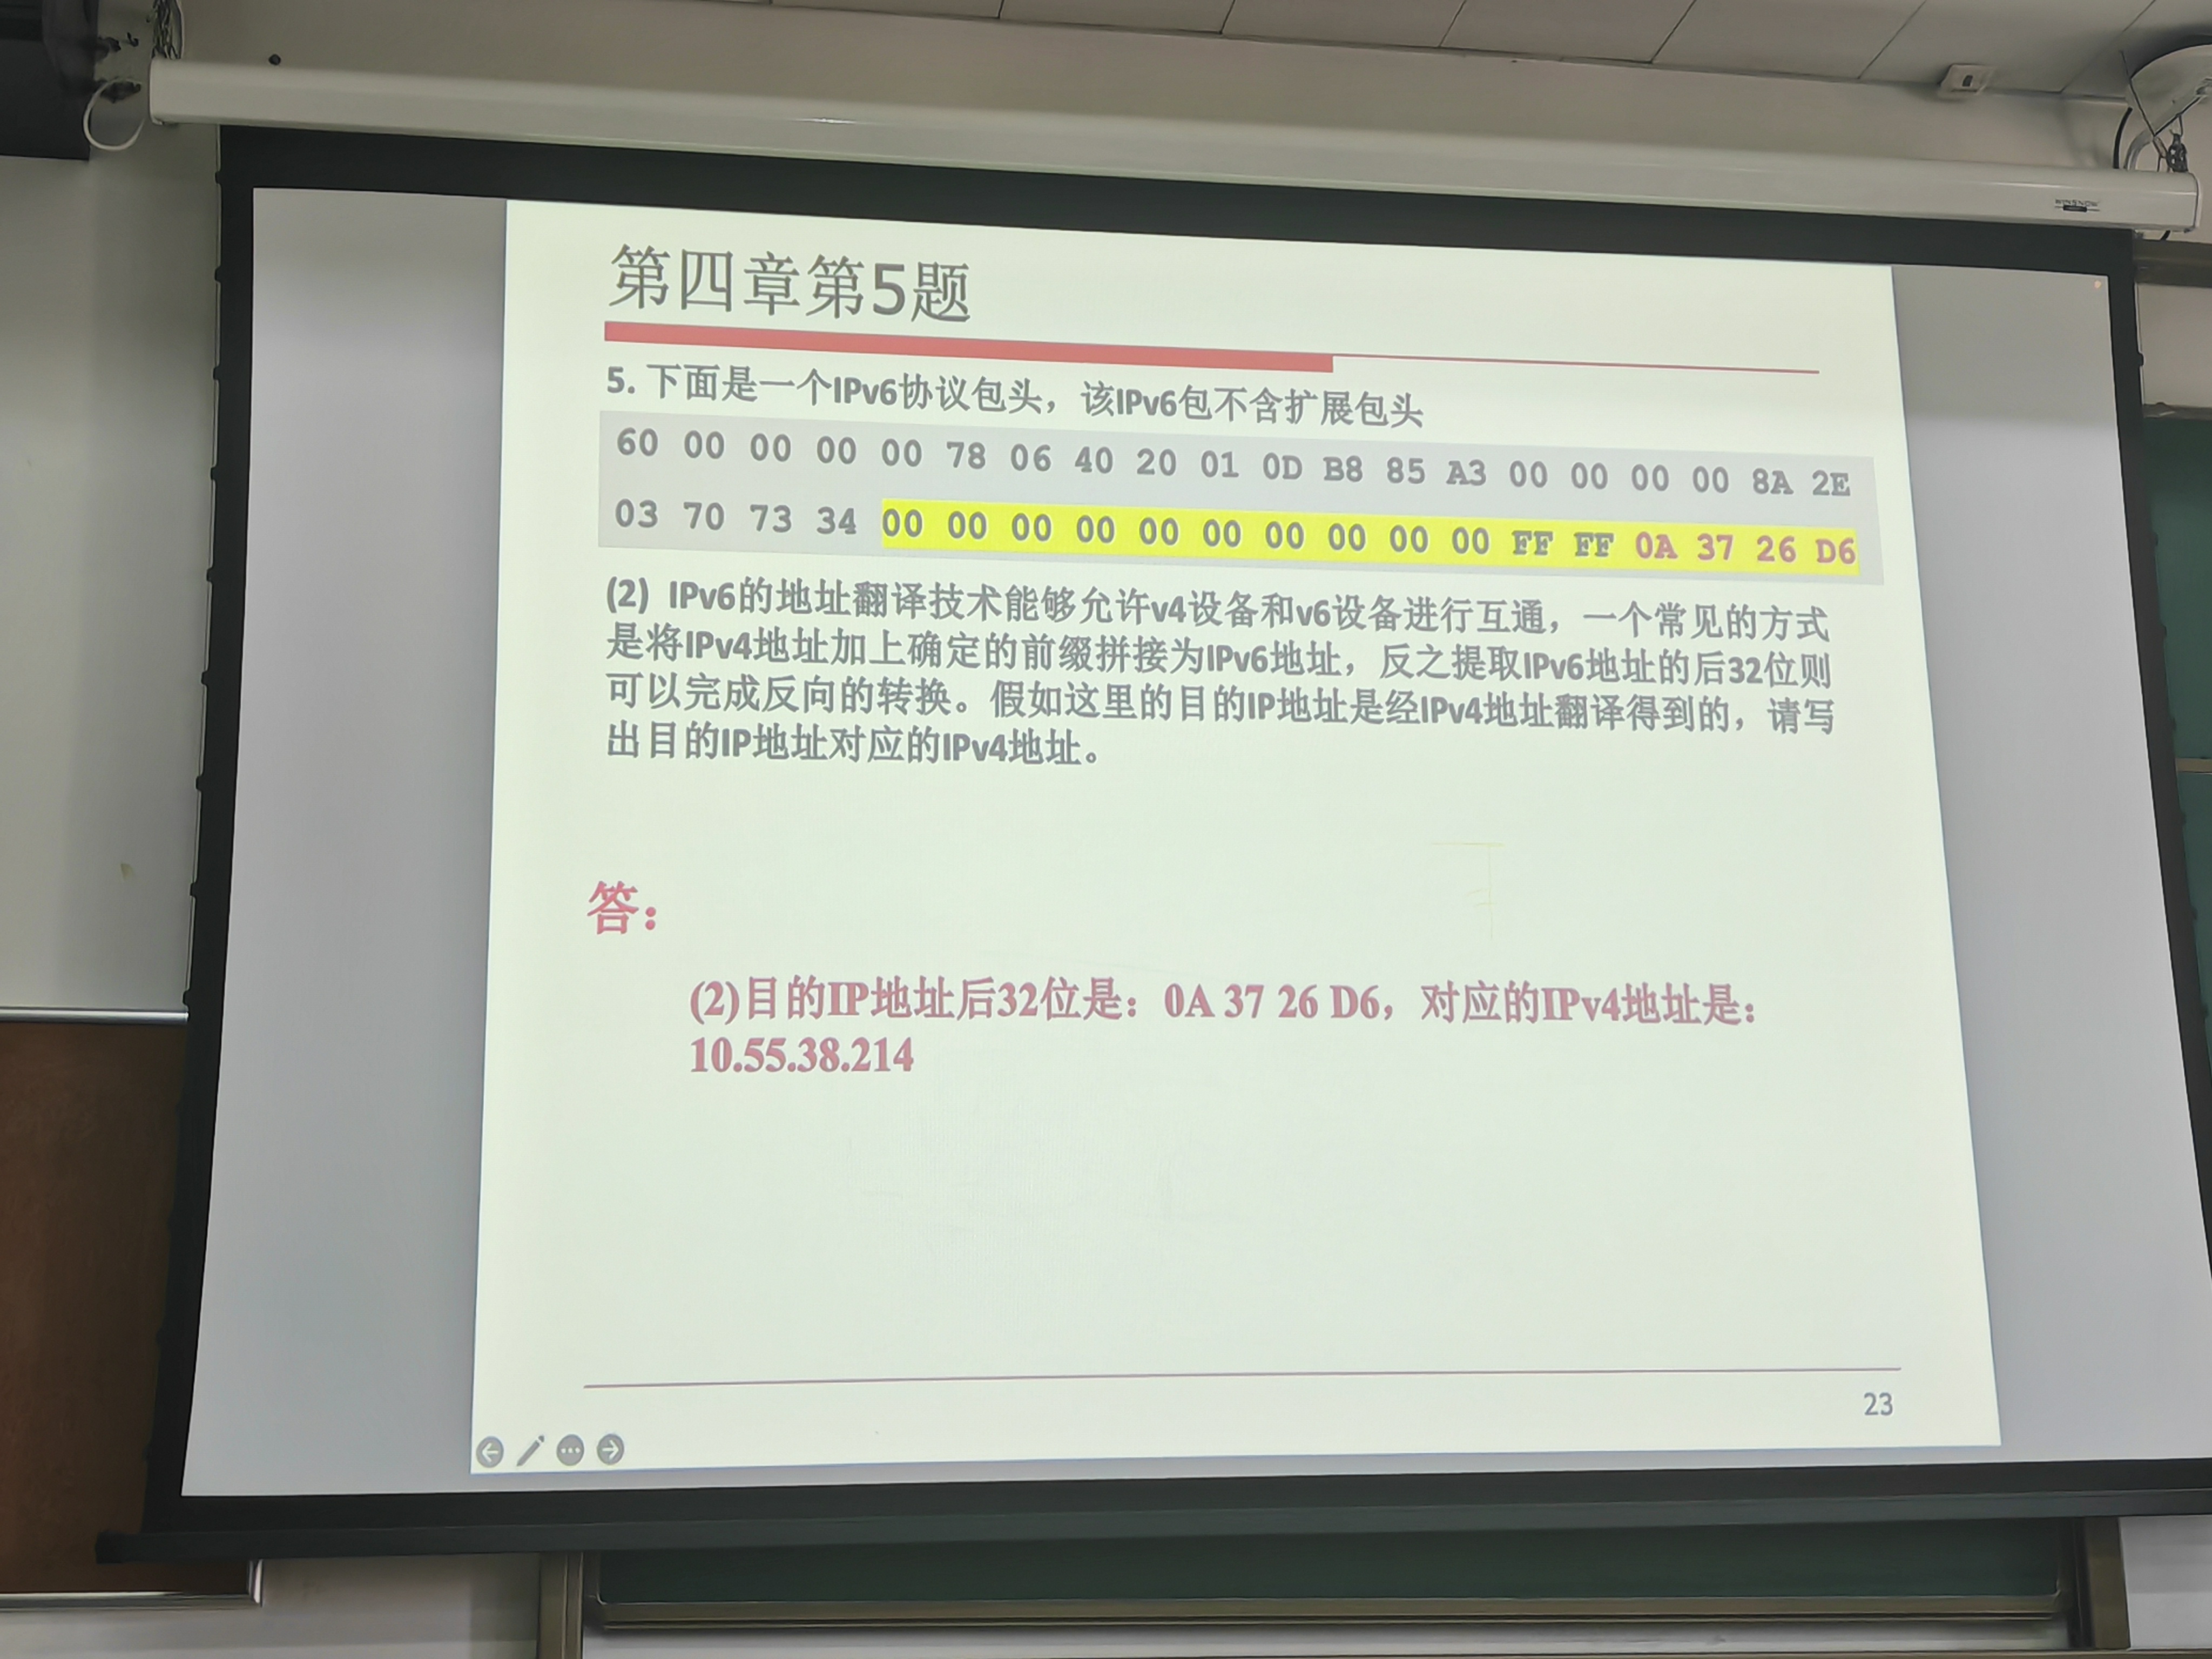 WINSNOW
第四章第5题
5. 下面是一个IPv6协议包头，该IPv6包不含扩展包头
60 00 00 00 00 78 06 40 20 01 0D B8 85 A3 00 00 00 00 8A 2E
03 70 73 34 00 00 00 00 00 00 00 00 00 00 FF FF 0A 37 26 D6
(2) IPv6的地址翻译技术能够允许v4设备和v6设备进行互通，一个常见的方式
是将IPv4地址加上确定的前缀拼接为IPv6地址，反之提取IPv6地址的后32位则
可以完成反向的转换。假如这里的目的IP地址是经IPv4地址翻译得到的，请写
出目的IP地址对应的IPv4地址。
答：
(2)目的IP地址后32位是：0A 37 26 D6，对应的IPv4地址是：
10.55.38.214
23